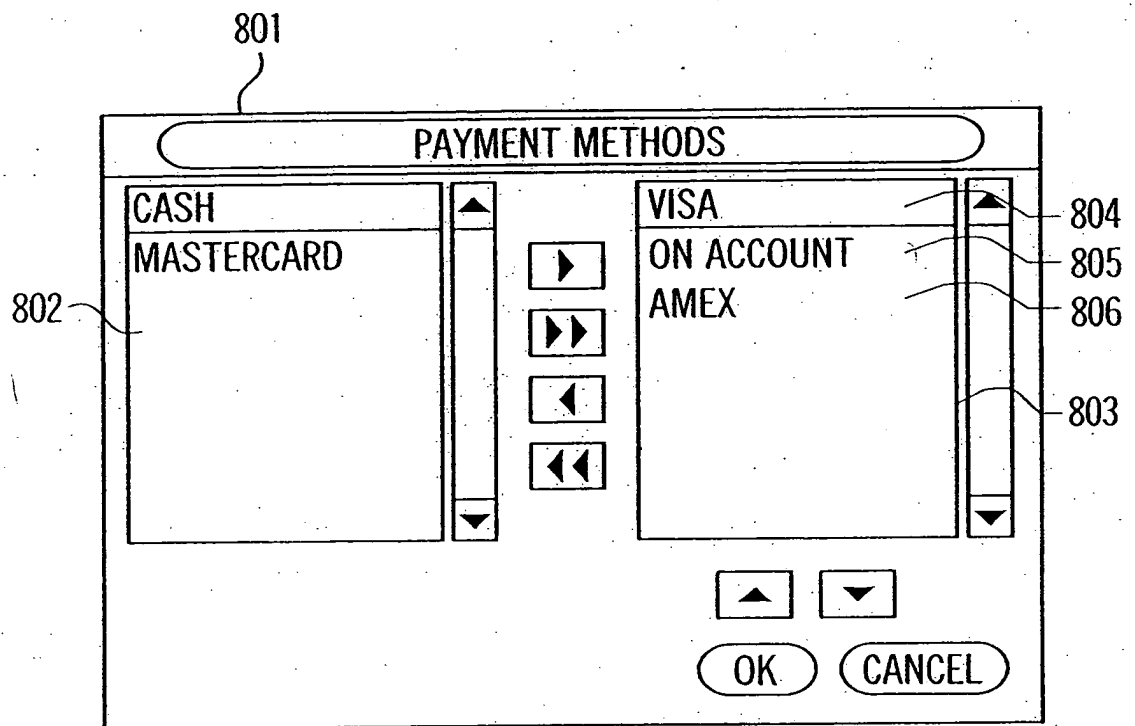 801
PAYMENT METHODS
CASH
MASTERCARD
802
VISA
ON ACCOUNT
AMEX
804
805
806
803
OK
CANCEL